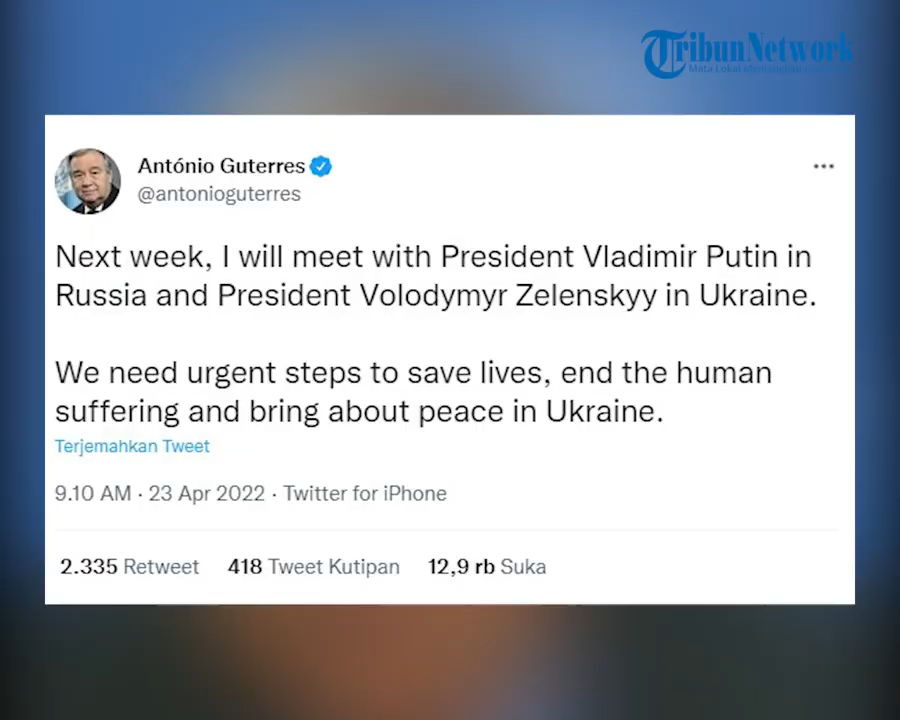 TribunNetwork
António Guterres
@antonioguterres
Next week, I will meet with President Vladimir Putin in
Russia and President Volodymyr Zelenskyy in Ukraine.
We need urgent steps to save lives, end the human
suffering and bring about peace in Ukraine.
Terjemahkan Tweet
9.10 AM · 23 Apr 2022 · Twitter for iPhone
2.335 Retweet 418 Tweet Kutipan 12,9 rb Suka